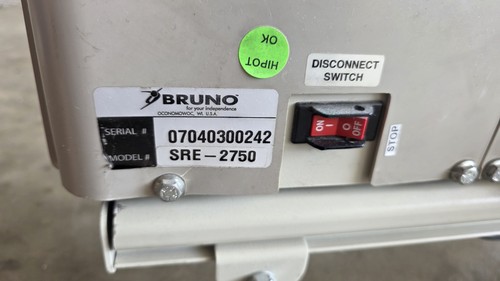 HIPOT
OK
DISCONNECT
SWITCH
BRUNO®
for your independence
OCONOMOWOC, WI. U.S.A.
SERIAL # 07040300242
MODEL # SRE-2750
ON I O OFF
STOP